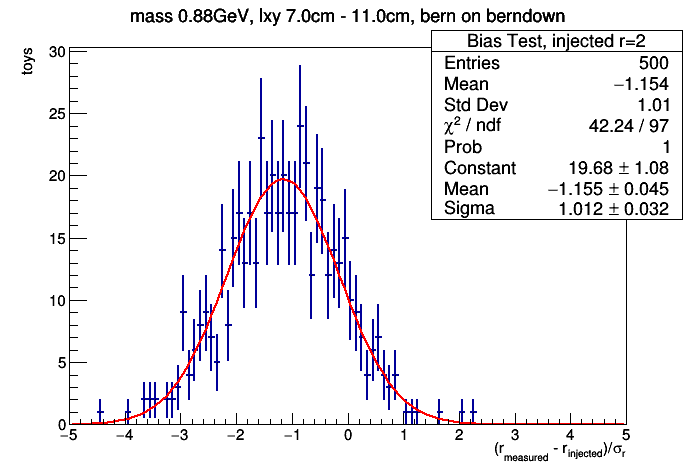 mass 0.88GeV, lxy 7.0cm - 11.0cm, bern on berndown
Bias Test, injected r=2
Entries 500
Mean −1.154
Std Dev 1.01
χ² / ndf 42.24 / 97
Prob 1
Constant 19.68 ± 1.08
Mean −1.155 ± 0.045
Sigma 1.012 ± 0.032
toys
30
25
20
15
10
5
0
−5 −4 −3 −2 −1 0 1 2 3 4 5
(r_measured - r_injected)/σ_r